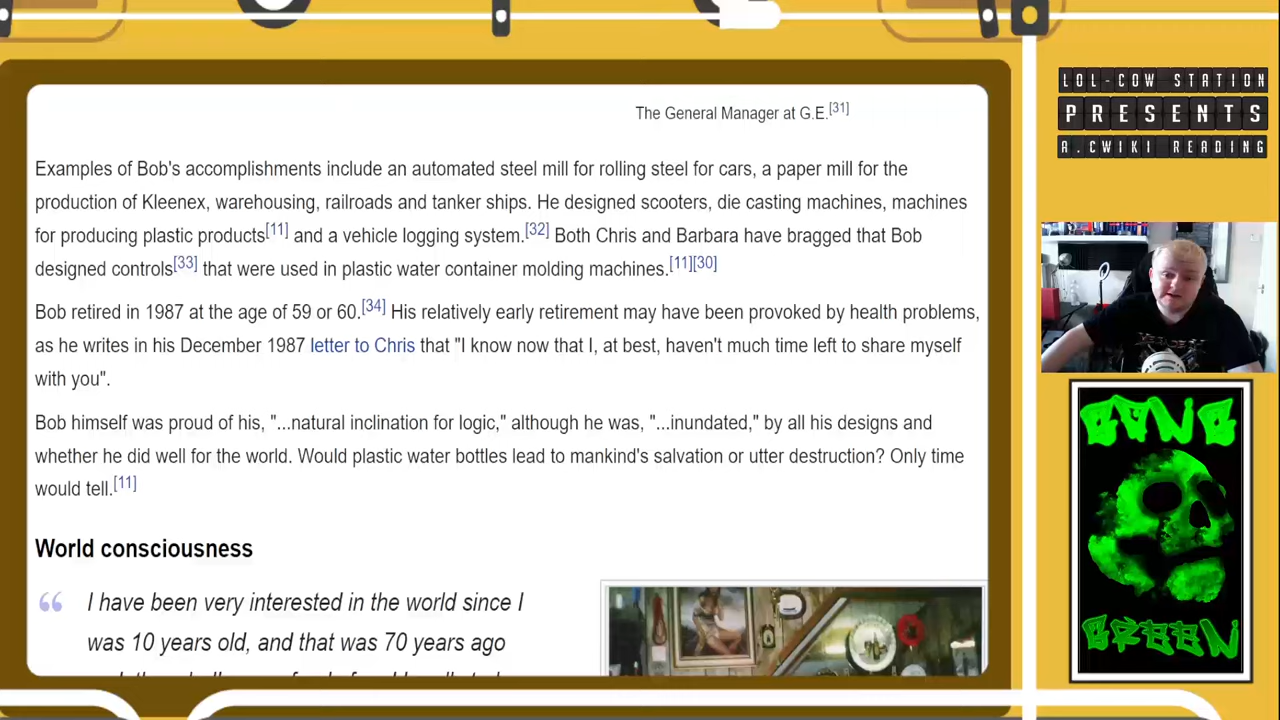 LOL-COW STATION
PRESENTS
A.CWIKI READING
The General Manager at G.E.[31]
Examples of Bob's accomplishments include an automated steel mill for rolling steel for cars, a paper mill for the
production of Kleenex, warehousing, railroads and tanker ships. He designed scooters, die casting machines, machines
for producing plastic products[11] and a vehicle logging system.[32] Both Chris and Barbara have bragged that Bob
designed controls[33] that were used in plastic water container molding machines.[11][30]
Bob retired in 1987 at the age of 59 or 60.[34] His relatively early retirement may have been provoked by health problems,
as he writes in his December 1987 letter to Chris that "I know now that I, at best, haven't much time left to share myself
with you".
Bob himself was proud of his, "...natural inclination for logic," although he was, "...inundated," by all his designs and
whether he did well for the world. Would plastic water bottles lead to mankind's salvation or utter destruction? Only time
would tell.[11]
World consciousness
“ I have been very interested in the world since I
was 10 years old, and that was 70 years ago
GREEN